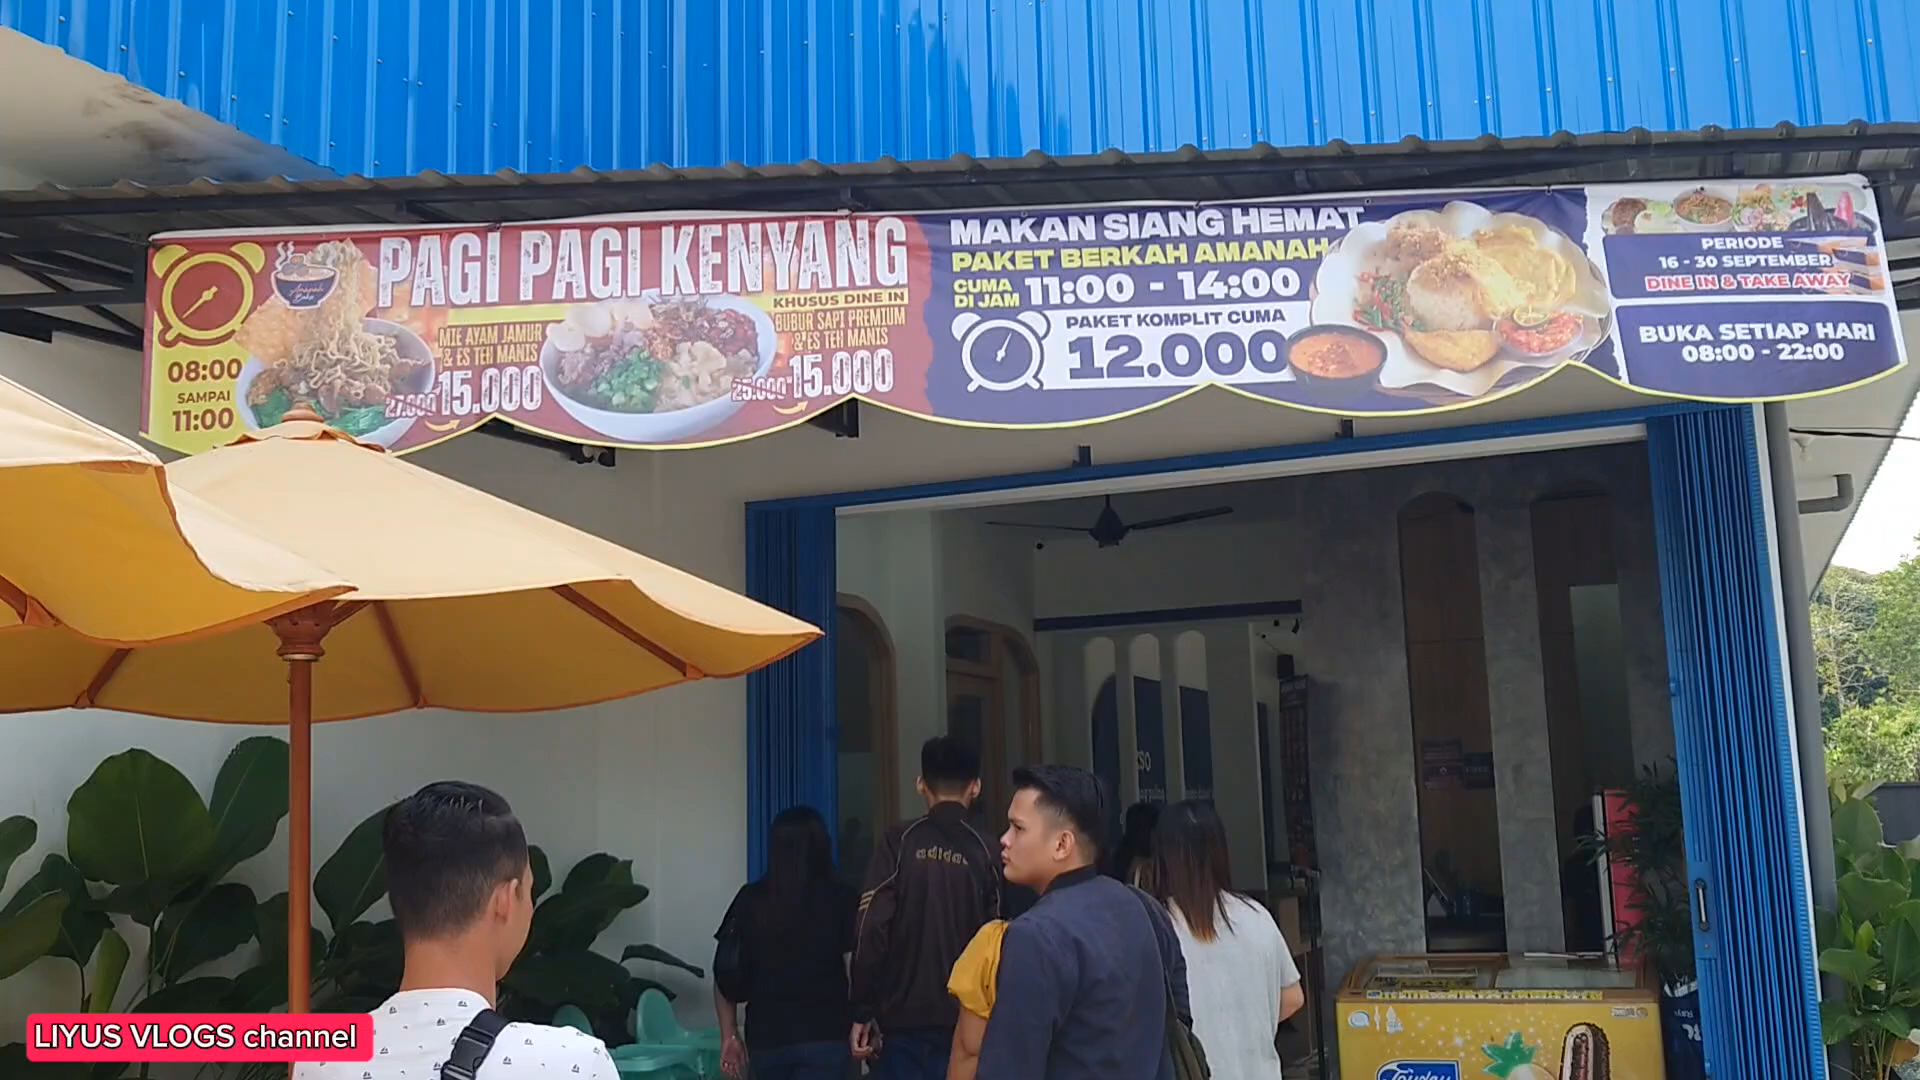 PAGI PAGI KENYANG
08:00
SAMPAI
11:00
MIE AYAM JAMUR
& ES TEH MANIS
27.000 15.000
KHUSUS DINE IN
BUBUR SAPI PREMIUM
& ES TEH MANIS
25.000 15.000
MAKAN SIANG HEMAT
PAKET BERKAH AMANAH
CUMA
DI JAM 11:00 - 14:00
PAKET KOMPLIT CUMA
12.000
PERIODE
16 - 30 SEPTEMBER
DINE IN & TAKE AWAY
BUKA SETIAP HARI
08:00 - 22:00
adidas
LIYUS VLOGS channel